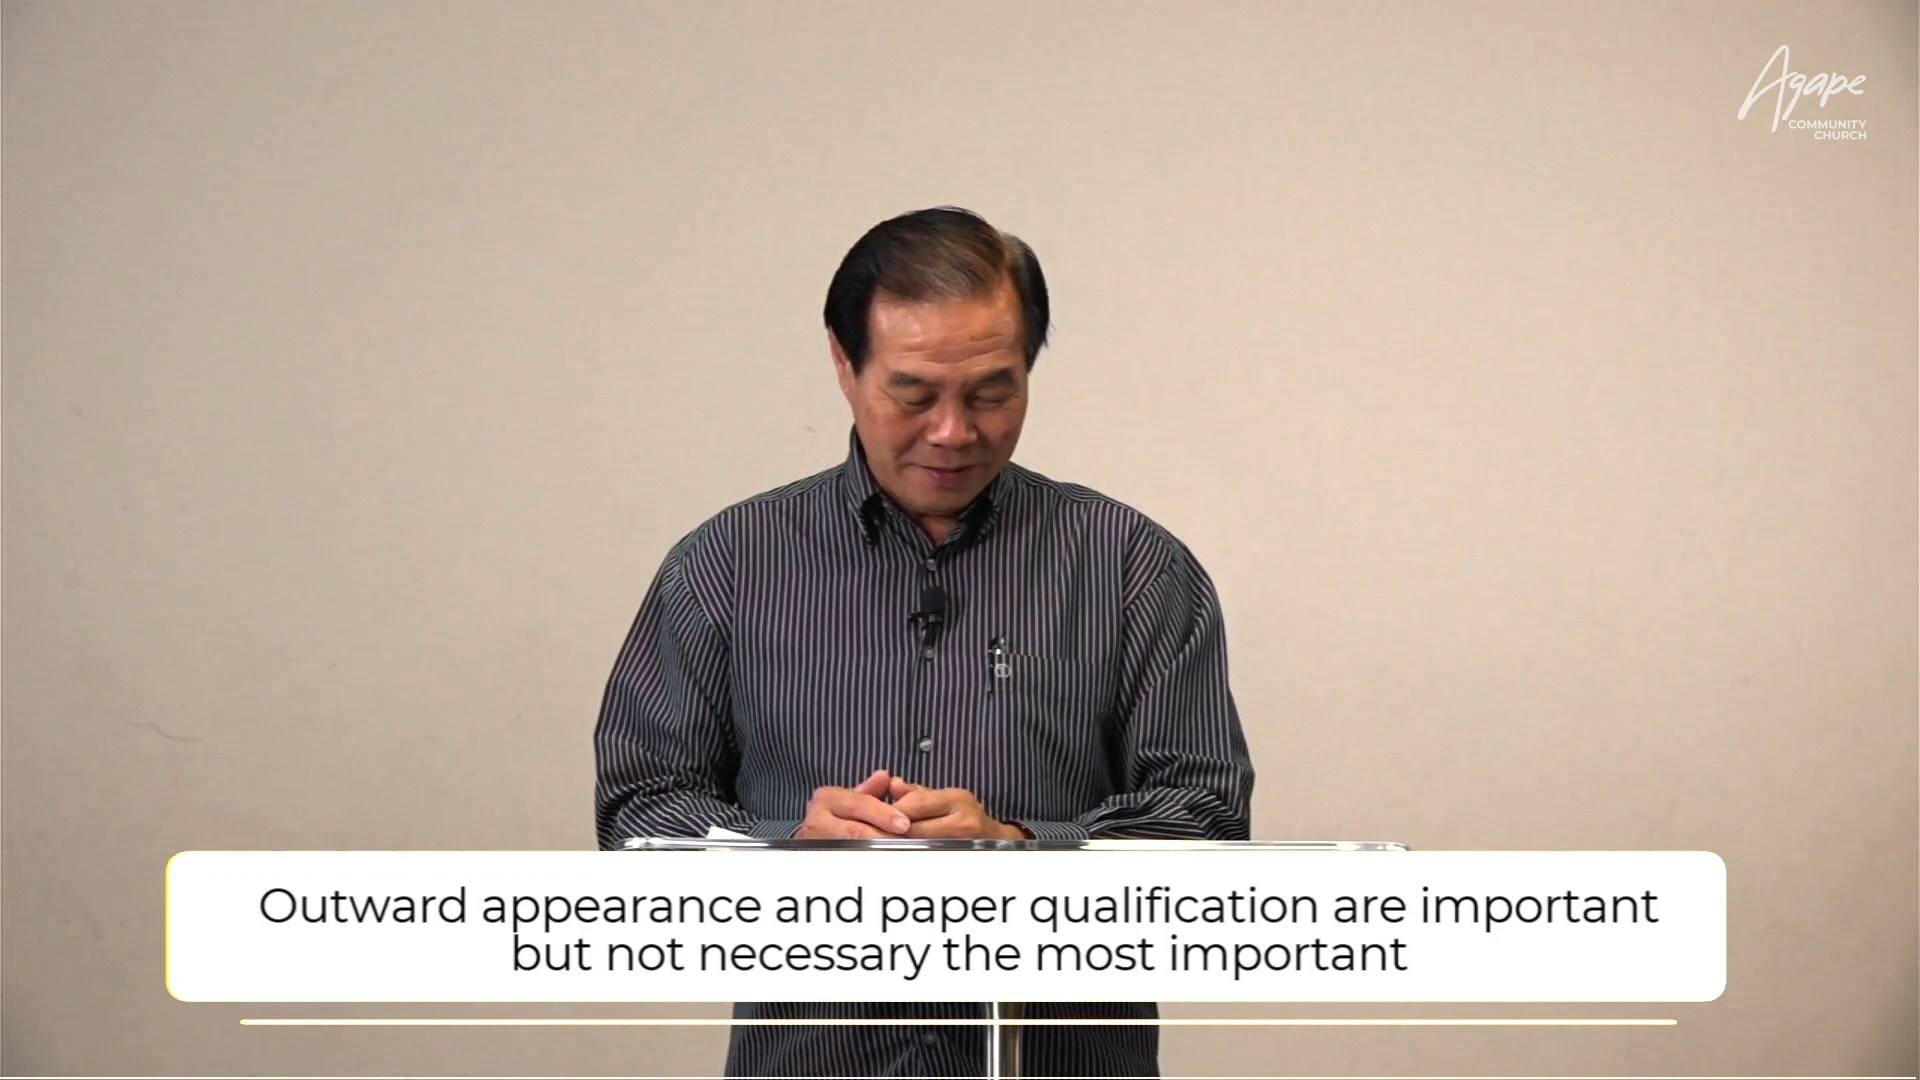 Agape
COMMUNITY
CHURCH
Outward appearance and paper qualification are important
but not necessary the most important